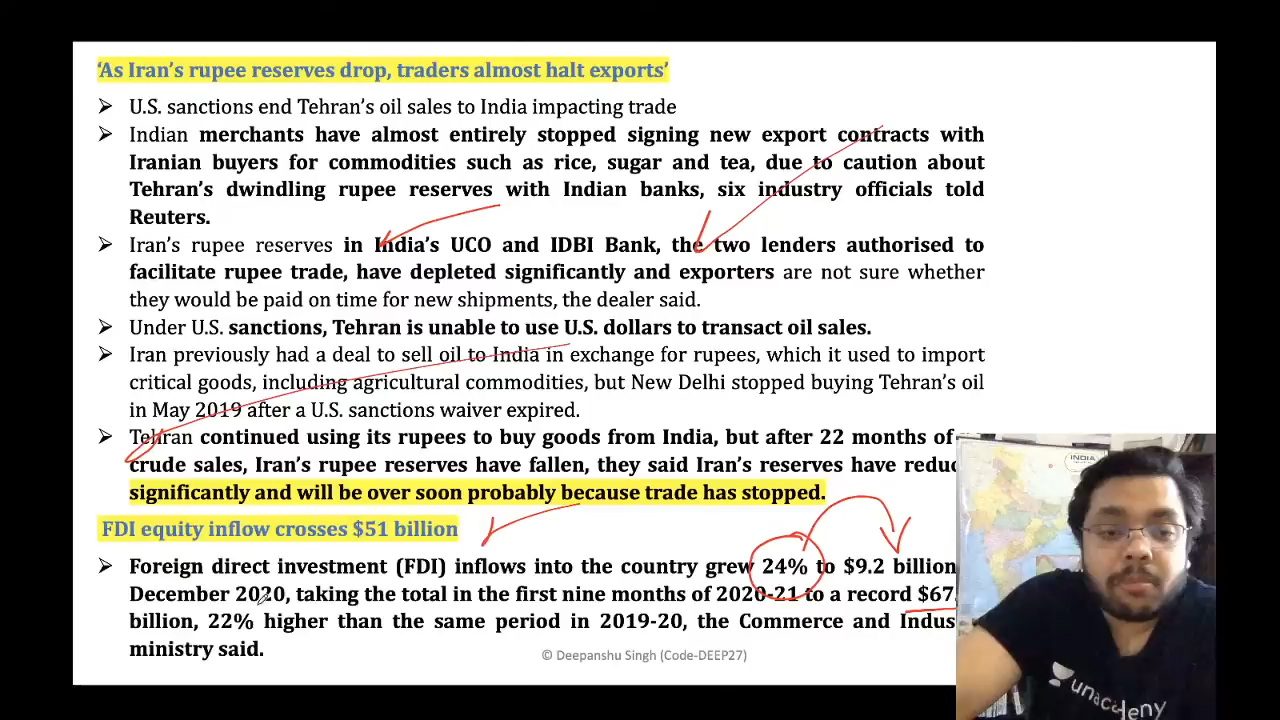 ‘As Iran’s rupee reserves drop, traders almost halt exports’
➢ U.S. sanctions end Tehran’s oil sales to India impacting trade
➢ Indian merchants have almost entirely stopped signing new export contracts with
Iranian buyers for commodities such as rice, sugar and tea, due to caution about
Tehran’s dwindling rupee reserves with Indian banks, six industry officials told
Reuters.
➢ Iran’s rupee reserves in India’s UCO and IDBI Bank, the two lenders authorised to
facilitate rupee trade, have depleted significantly and exporters are not sure whether
they would be paid on time for new shipments, the dealer said.
➢ Under U.S. sanctions, Tehran is unable to use U.S. dollars to transact oil sales.
➢ Iran previously had a deal to sell oil to India in exchange for rupees, which it used to import
critical goods, including agricultural commodities, but New Delhi stopped buying Tehran’s oil
in May 2019 after a U.S. sanctions waiver expired.
➢ Tehran continued using its rupees to buy goods from India, but after 22 months of
crude sales, Iran’s rupee reserves have fallen, they said Iran’s reserves have reduc
significantly and will be over soon probably because trade has stopped.
FDI equity inflow crosses $51 billion
➢ Foreign direct investment (FDI) inflows into the country grew 24% to $9.2 billion
December 2020, taking the total in the first nine months of 2020-21 to a record $67.
billion, 22% higher than the same period in 2019-20, the Commerce and Indus
ministry said.
© Deepanshu Singh (Code-DEEP27)
INDIA
unacademy